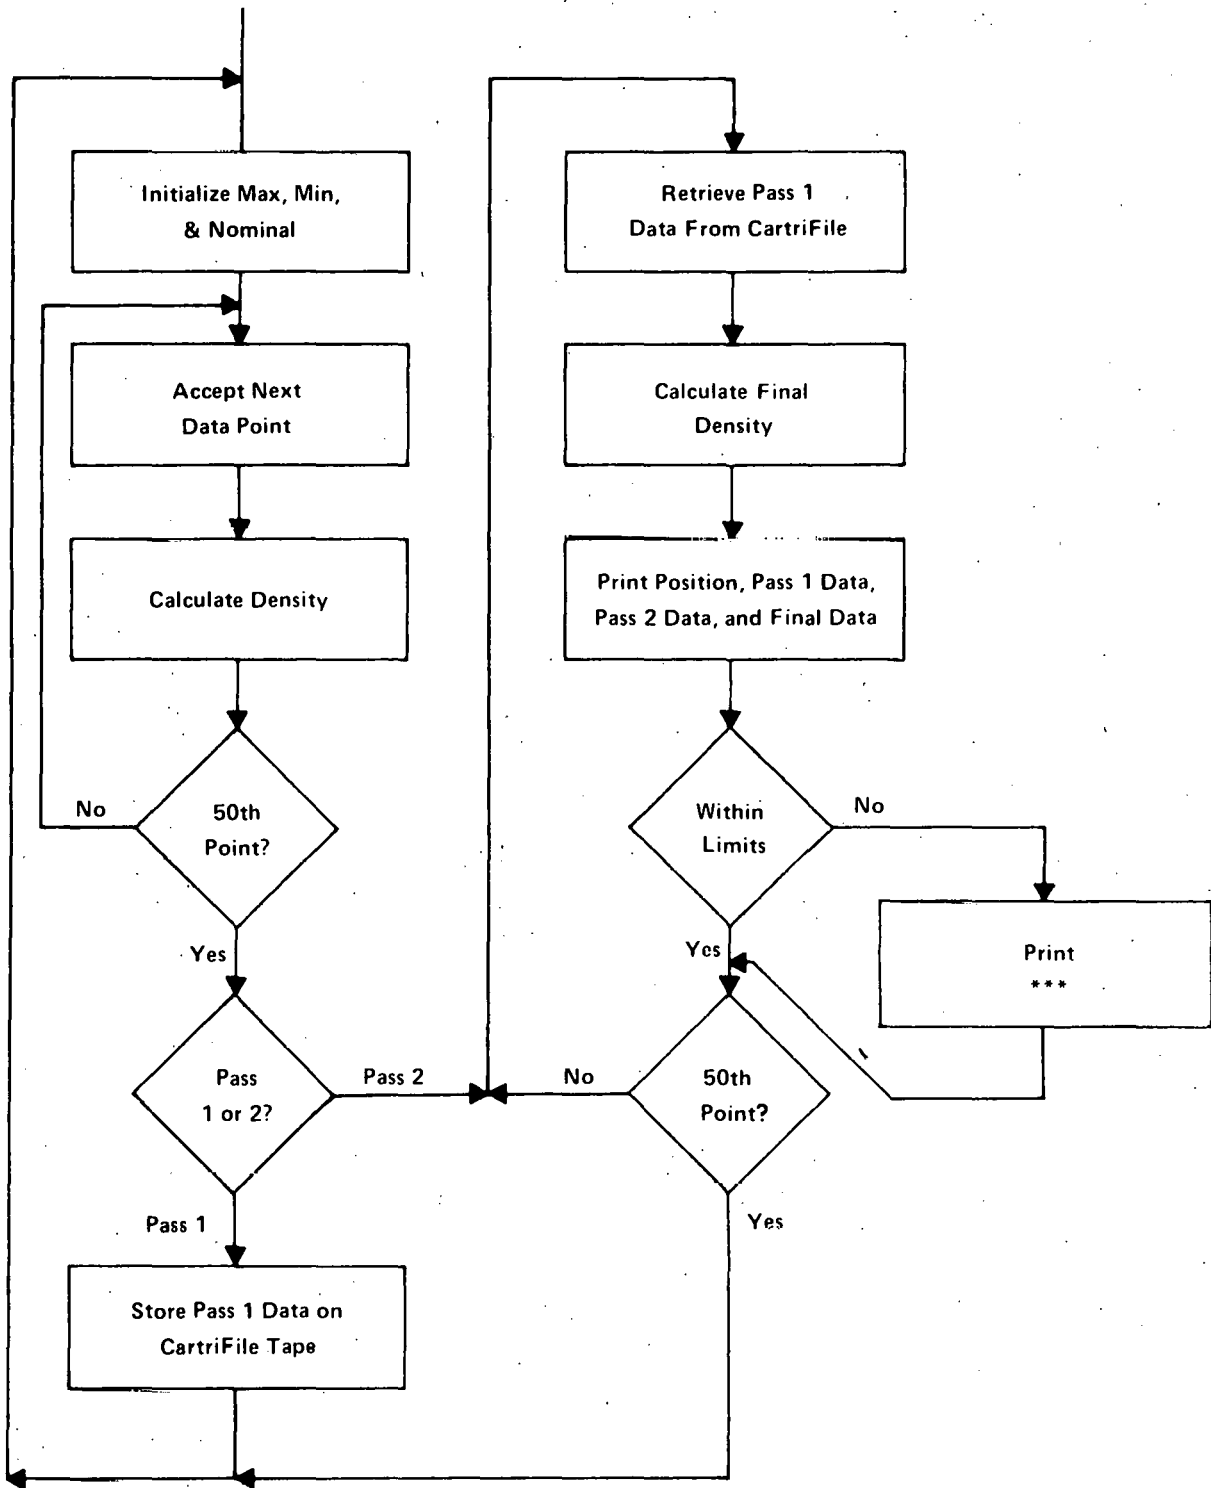 Initialize Max, Min,
& Nominal
Accept Next
Data Point
Calculate Density
No
50th
Point?
Yes
Pass
1 or 2?
Pass 2
Pass 1
Store Pass 1 Data on
CartriFile Tape
Retrieve Pass 1
Data From CartriFile
Calculate Final
Density
Print Position, Pass 1 Data,
Pass 2 Data, and Final Data
Within
Limits
No
Print
***
Yes
50th
Point?
No
Yes